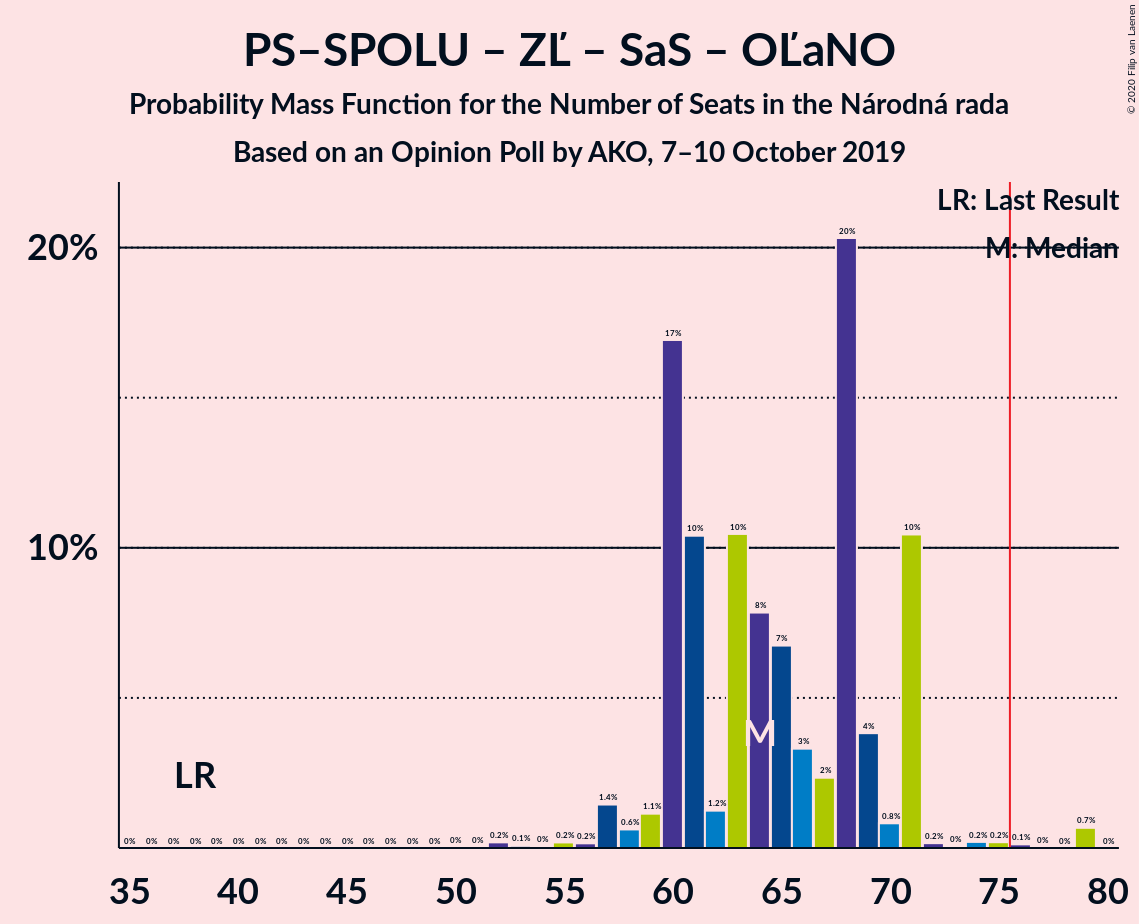 PS–SPOLU – ZĽ – SaS – OĽaNO
Probability Mass Function for the Number of Seats in the Národná rada
Based on an Opinion Poll by AKO, 7–10 October 2019
© 2020 Filip van Laenen
LR: Last Result
M: Median
20%
10%
0% 0% 0% 0% 0% 0% 0% 0% 0% 0% 0% 0% 0% 0% 0% 0% 0% 0.2% 0.1% 0% 0.2% 0.2% 1.4% 0.6% 1.1% 17% 10% 1.2% 10% 8% 7% 3% 2% 20% 4% 0.8% 10% 0.2% 0% 0.2% 0.2% 0.1% 0% 0% 0.7% 0%
LR
M
35 40 45 50 55 60 65 70 75 80